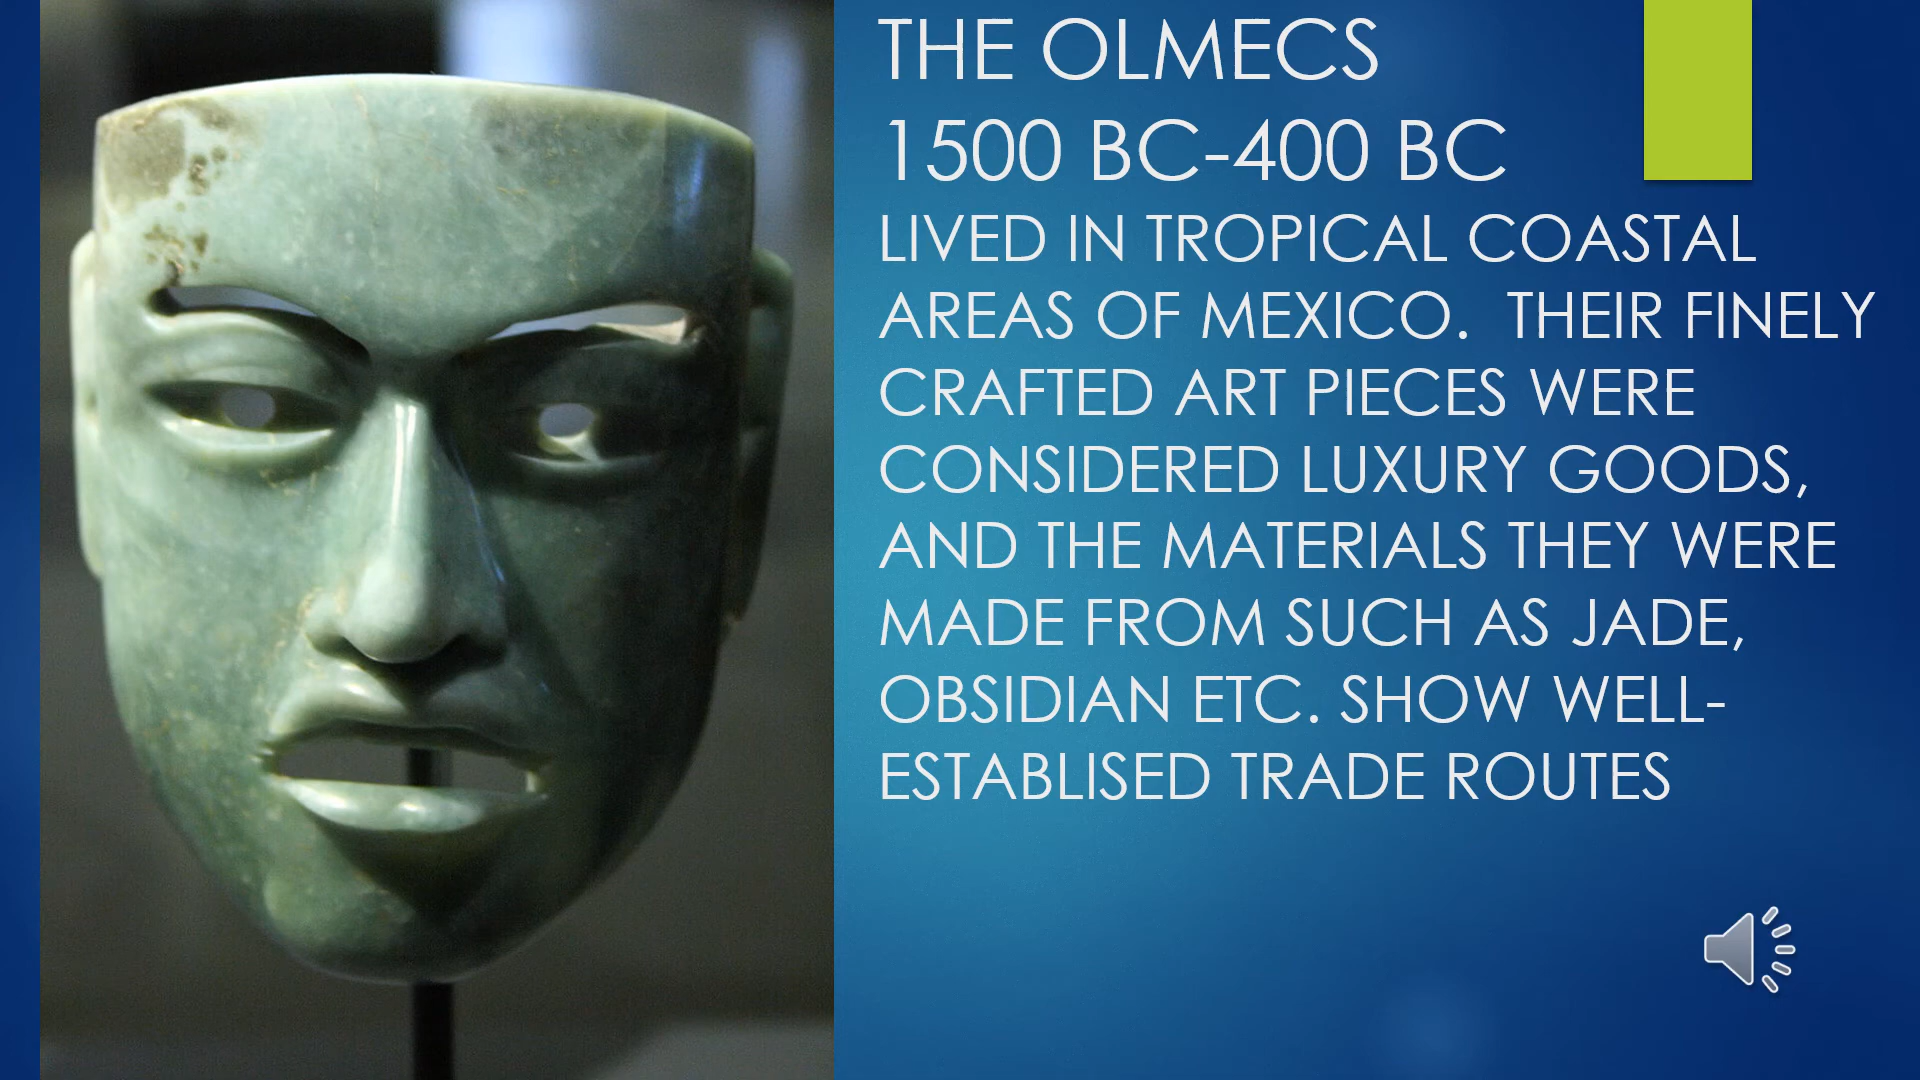 THE OLMECS
1500 BC-400 BC
LIVED IN TROPICAL COASTAL
AREAS OF MEXICO.  THEIR FINELY
CRAFTED ART PIECES WERE
CONSIDERED LUXURY GOODS,
AND THE MATERIALS THEY WERE
MADE FROM SUCH AS JADE,
OBSIDIAN ETC. SHOW WELL-
ESTABLISED TRADE ROUTES